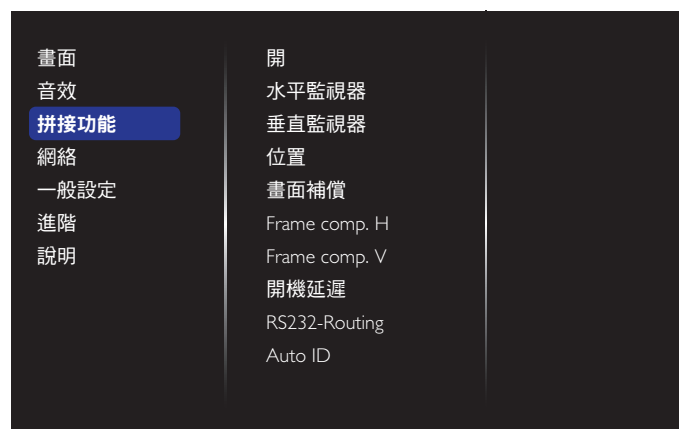 畫面
音效
拼接功能
網絡
一般設定
進階
說明
開
水平監視器
垂直監視器
位置
畫面補償
Frame comp. H
Frame comp. V
開機延遲
RS232-Routing
Auto ID